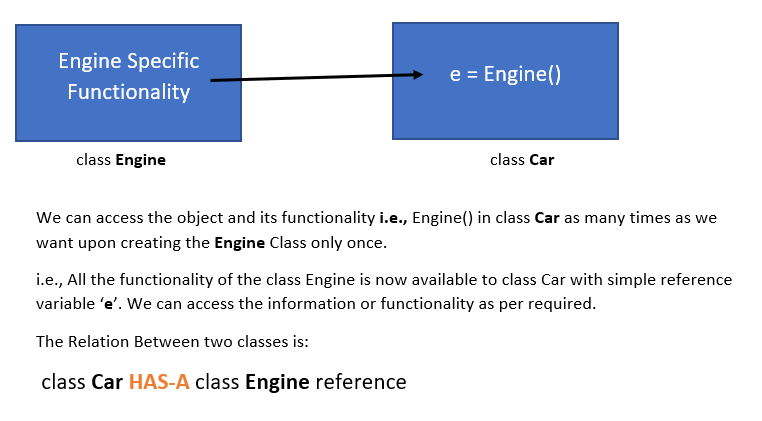 Engine Specific
Functionality
e = Engine()
class Engine
class Car
We can access the object and its functionality i.e., Engine() in class Car as many times as we
want upon creating the Engine Class only once.
i.e., All the functionality of the class Engine is now available to class Car with simple reference
variable ‘e’. We can access the information or functionality as per required.
The Relation Between two classes is:
class Car HAS-A class Engine reference